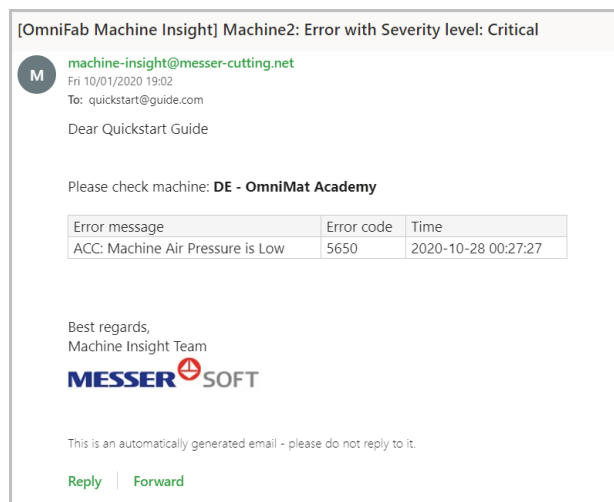 [OmniFab Machine Insight] Machine2: Error with Severity level: Critical
M
machine-insight@messer-cutting.net
Fri 10/01/2020 19:02
To: quickstart@guide.com
Dear Quickstart Guide
Please check machine: DE - OmniMat Academy
Error message Error code Time
ACC: Machine Air Pressure is Low 5650 2020-10-28 00:27:27
Best regards,
Machine Insight Team
MESSER SOFT
This is an automatically generated email - please do not reply to it.
Reply Forward